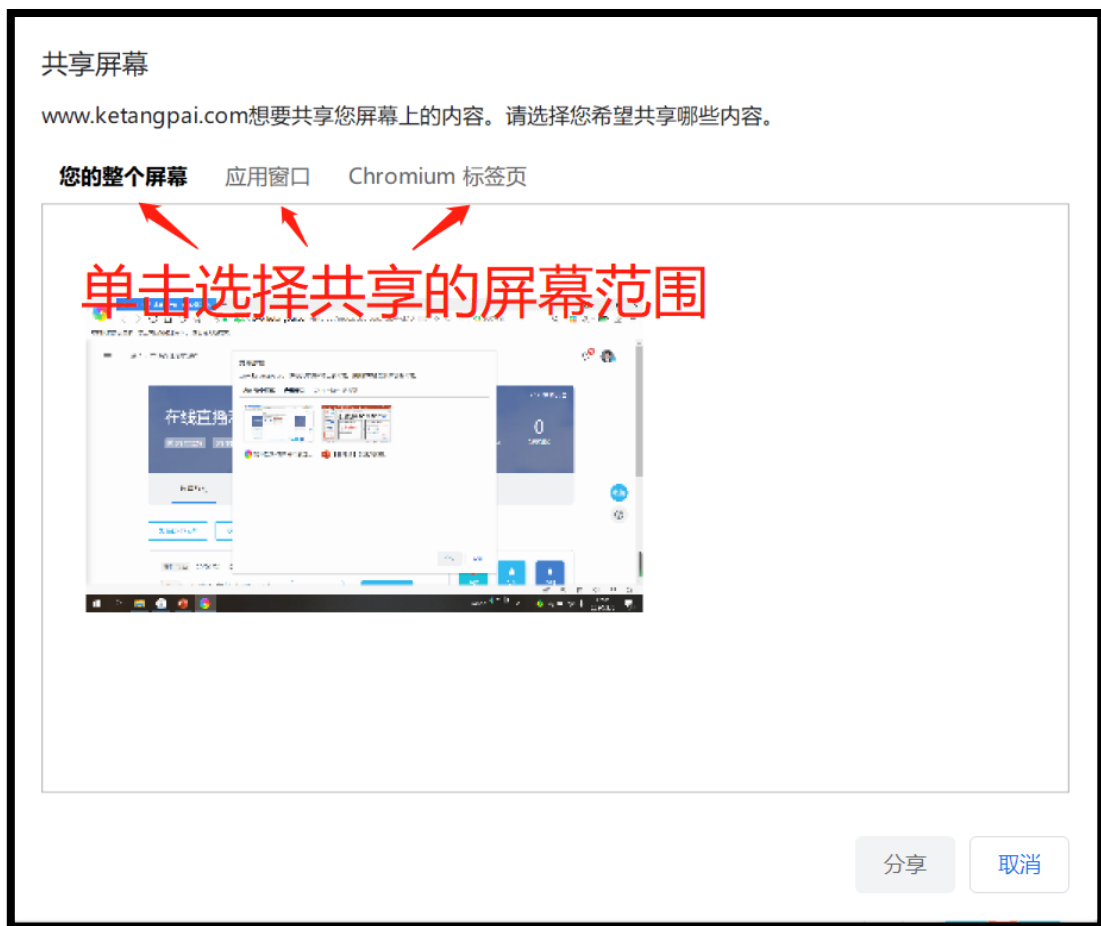 共享屏幕
www.ketangpai.com想要共享您屏幕上的内容。请选择您希望共享哪些内容。
您的整个屏幕 应用窗口 Chromium 标签页
单击选择共享的屏幕范围
在线直播
0
分享 取消